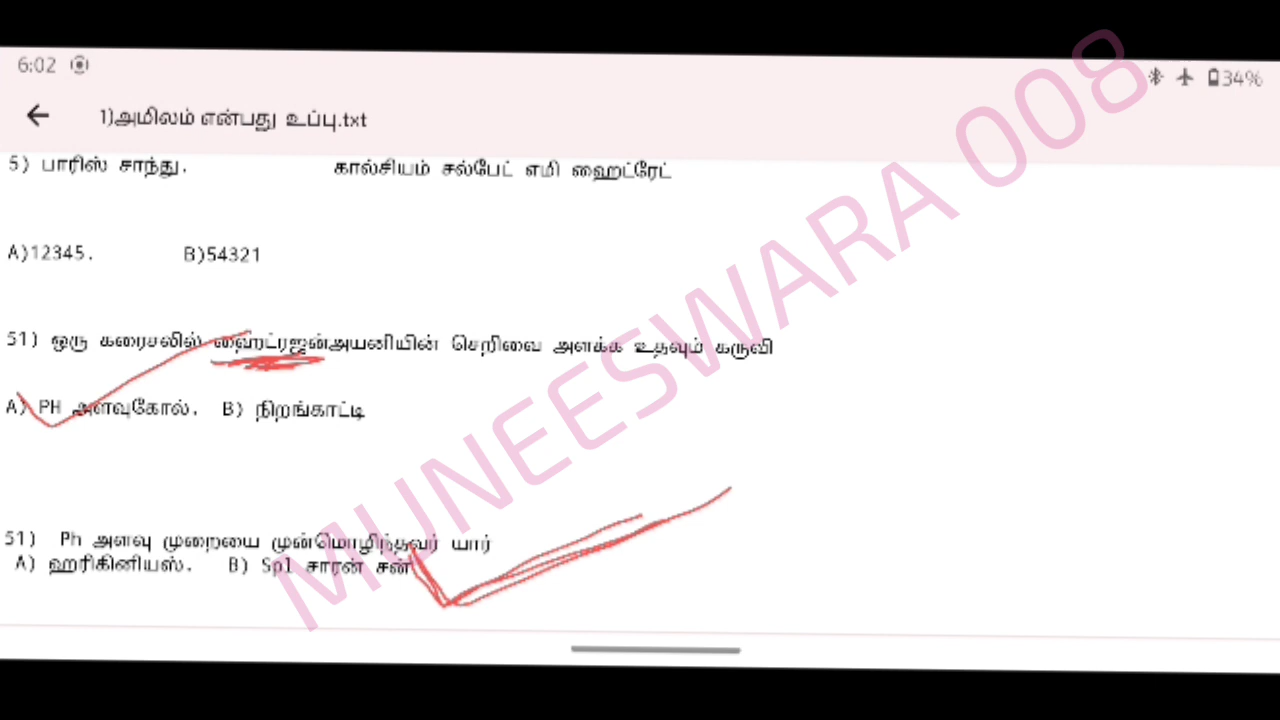 6:02
34%
1)அமிலம் என்பது உப்பு.txt
5) பாரிஸ் சாந்து. கால்சியம் சல்பேட் எமி ஹைட்ரேட்
A)12345. B)54321
51) ஒரு கரைசலில் ஹைட்ரஜன்அயனியின் செறிவை அளக்க உதவும் கருவி
A) PH அளவுகோல். B) நிறங்காட்டி
51) Ph அளவு முறையை முன்மொழிந்தவர் யார்
A) ஹரிகினியஸ். B) Spl சாரன் சன்
MUNEESWARA 008